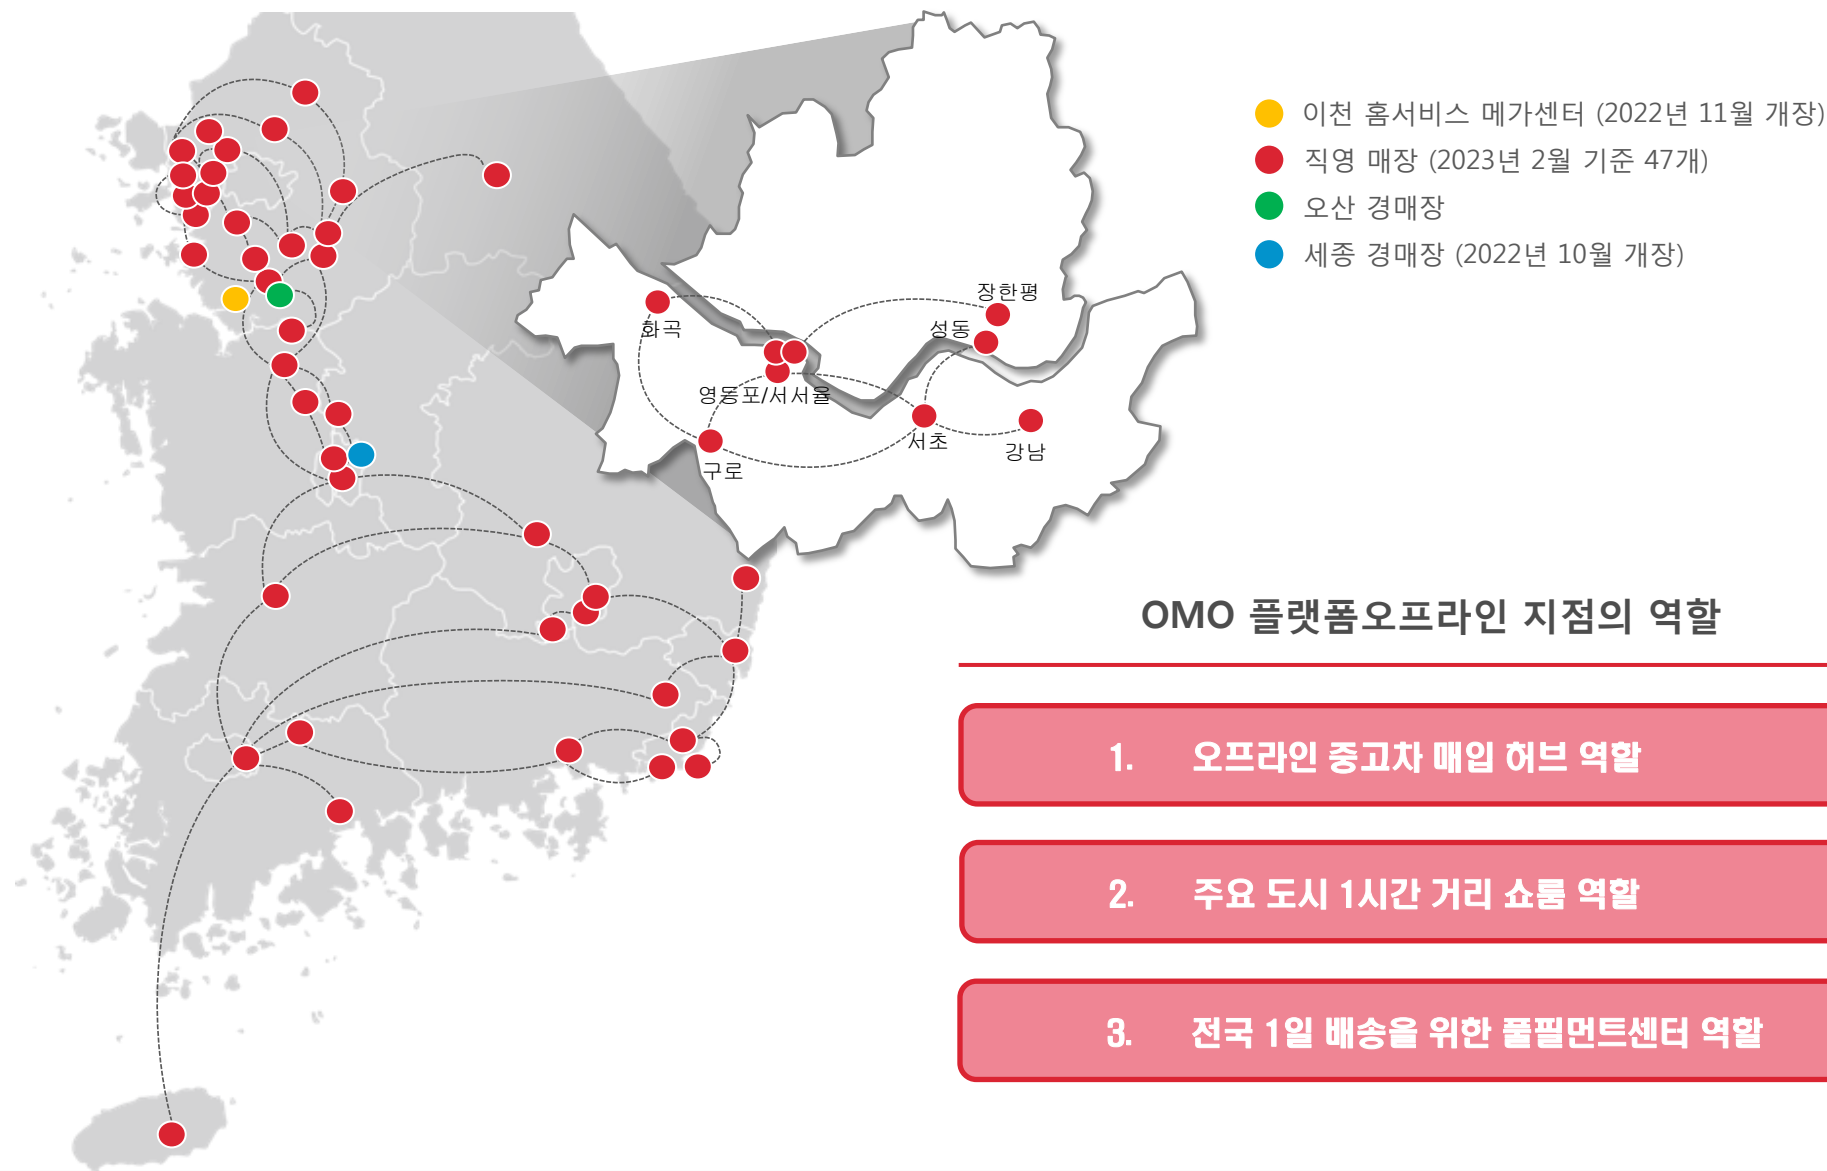 이천 홈서비스 메가센터 (2022년 11월 개장)
직영 매장 (2023년 2월 기준 47개)
오산 경매장
세종 경매장 (2022년 10월 개장)
장한평
성동
화곡
영등포/서서울
서초
강남
구로
OMO 플랫폼오프라인 지점의 역할
1. 오프라인 중고차 매입 허브 역할
2. 주요 도시 1시간 거리 쇼룸 역할
3. 전국 1일 배송을 위한 풀필먼트센터 역할